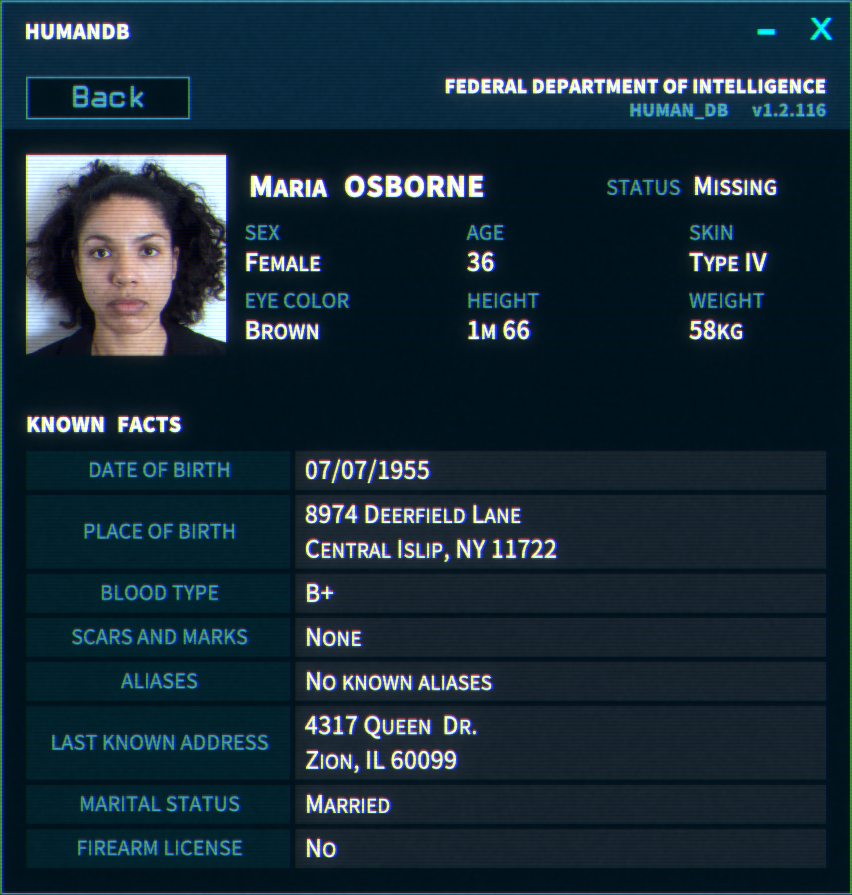 HUMANDB
– X
Back
FEDERAL DEPARTMENT OF INTELLIGENCE
HUMAN_DB v1.2.116
MARIA OSBORNE
STATUS MISSING
SEX AGE SKIN
FEMALE 36 TYPE IV
EYE COLOR HEIGHT WEIGHT
BROWN 1M 66 58KG
KNOWN FACTS
DATE OF BIRTH 07/07/1955
PLACE OF BIRTH 8974 DEERFIELD LANE
CENTRAL ISLIP, NY 11722
BLOOD TYPE B+
SCARS AND MARKS NONE
ALIASES NO KNOWN ALIASES
LAST KNOWN ADDRESS 4317 QUEEN DR.
ZION, IL 60099
MARITAL STATUS MARRIED
FIREARM LICENSE NO